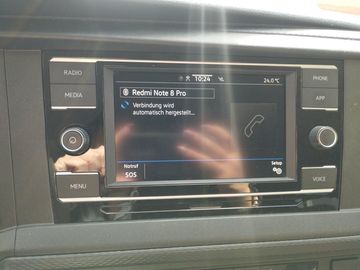 RADIO
MEDIA
MENU
10:24
24.0 °C
Redmi Note 8 Pro
Verbindung wird
automatisch hergestellt...
Notruf
SOS
Setup
PHONE
APP
VOICE